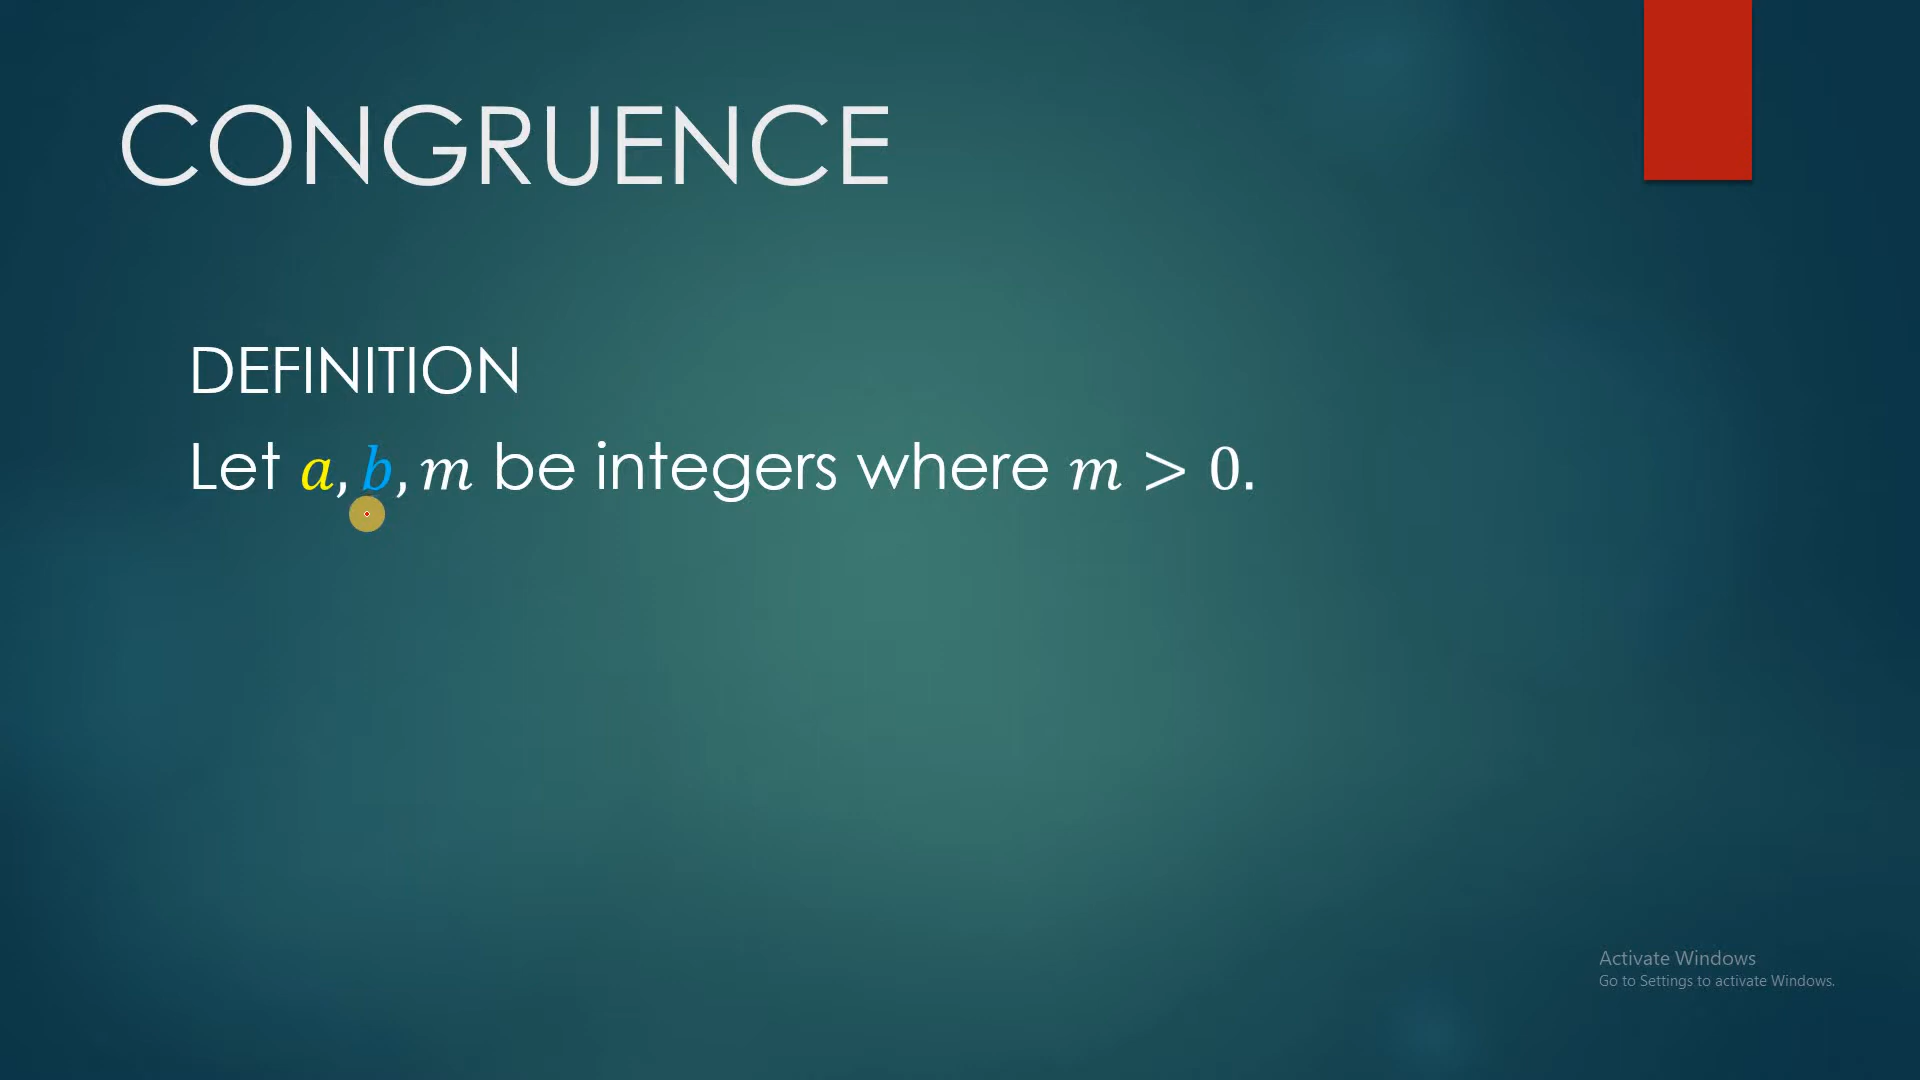 CONGRUENCE
DEFINITION
Let a, b, m be integers where m > 0.
Activate Windows
Go to Settings to activate Windows.